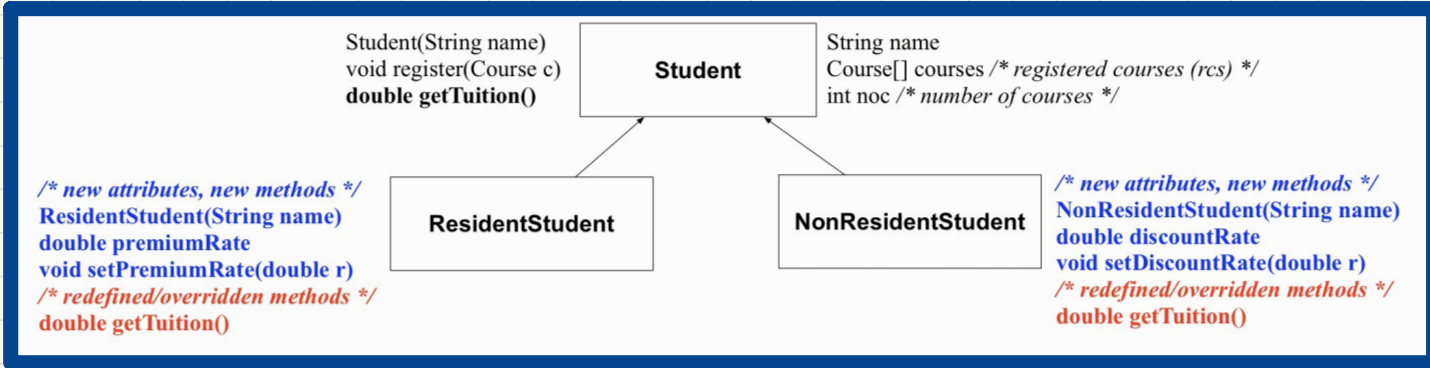 Student(String name)
void register(Course c)
double getTuition()
Student
String name
Course[] courses /* registered courses (rcs) */
int noc /* number of courses */
/* new attributes, new methods */
ResidentStudent(String name)
double premiumRate
void setPremiumRate(double r)
/* redefined/overridden methods */
double getTuition()
ResidentStudent
NonResidentStudent
/* new attributes, new methods */
NonResidentStudent(String name)
double discountRate
void setDiscountRate(double r)
/* redefined/overridden methods */
double getTuition()